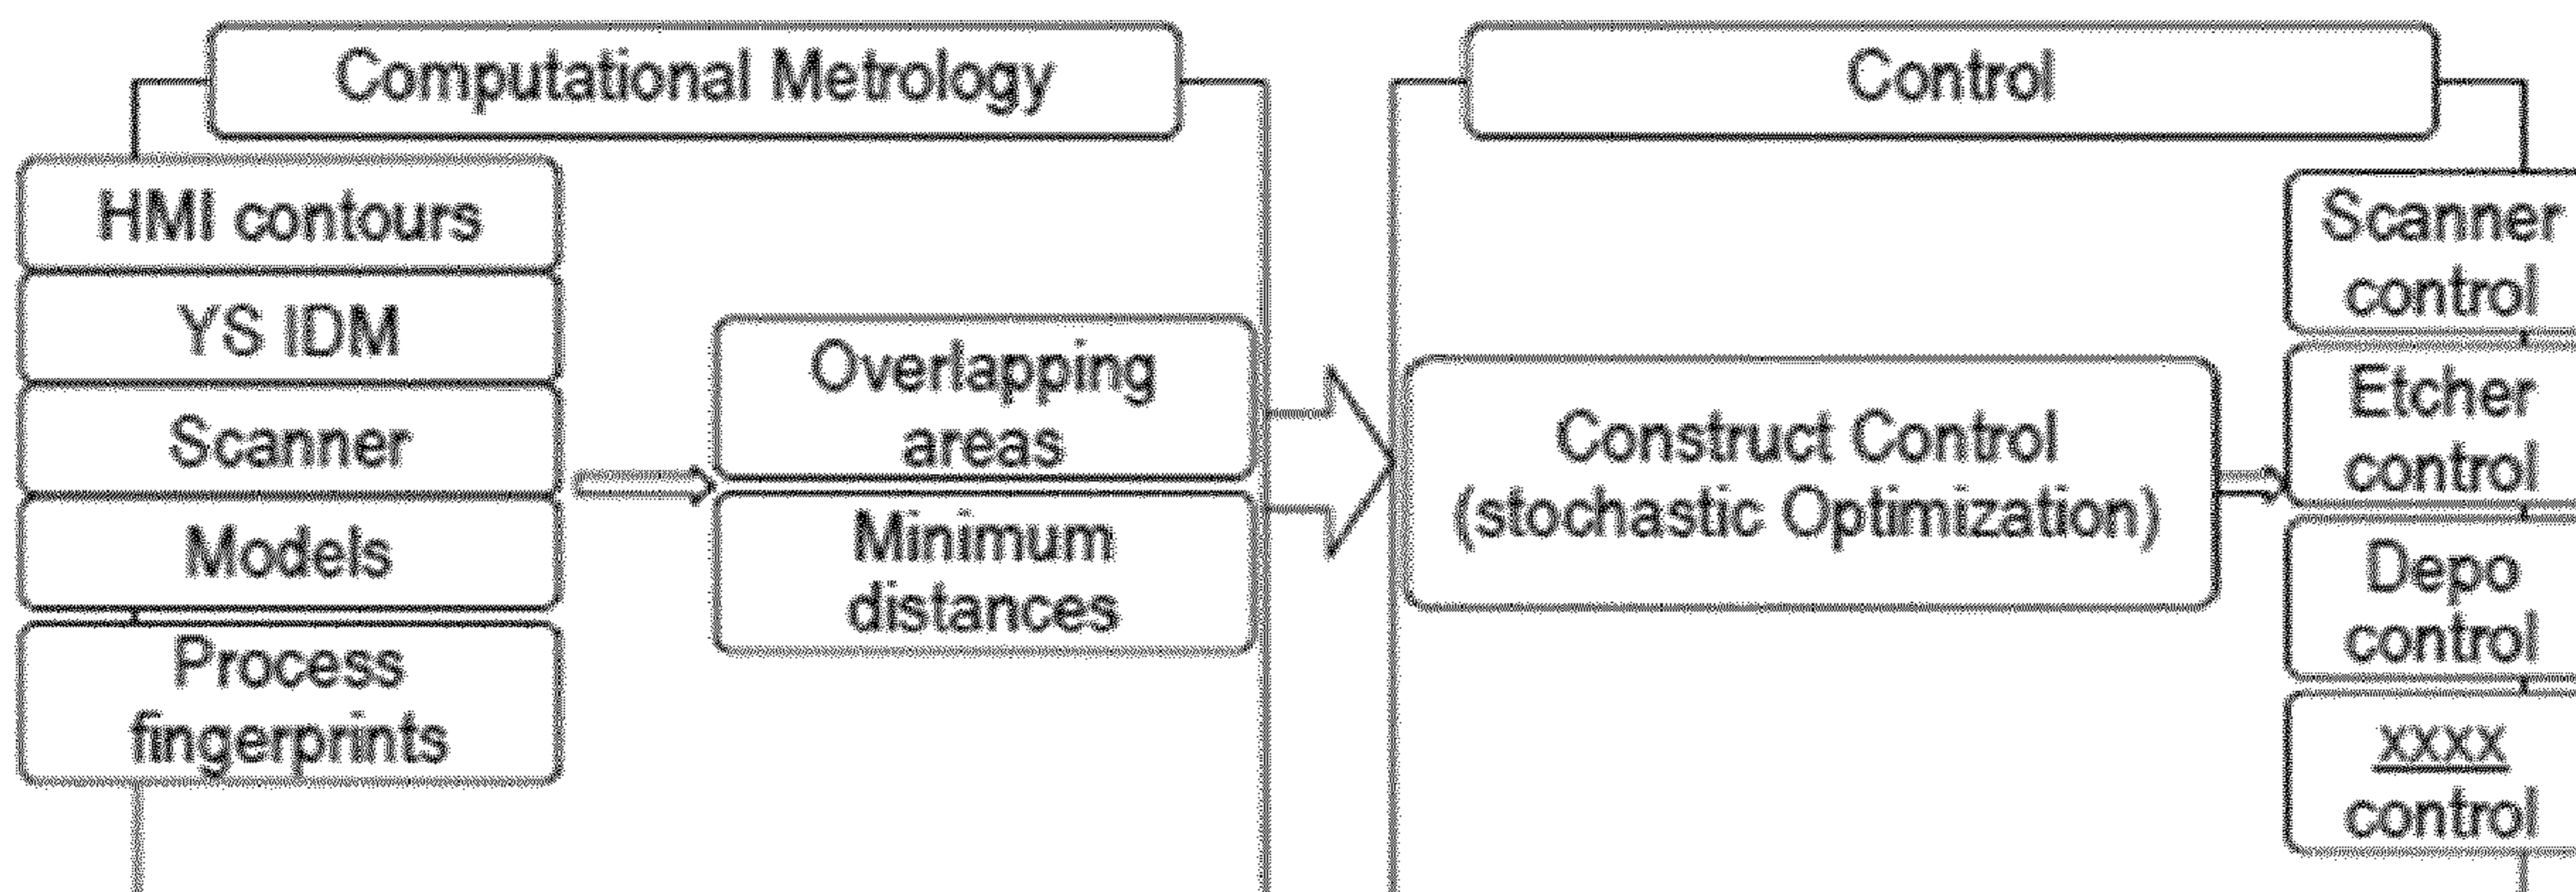 Computational Metrology
Control
HMI contours
YS IDM
Scanner
Models
Process
fingerprints
Overlapping
areas
Minimum
distances
Construct Control
(stochastic Optimization)
Scanner
control
Etcher
control
Depo
control
xxxx
control